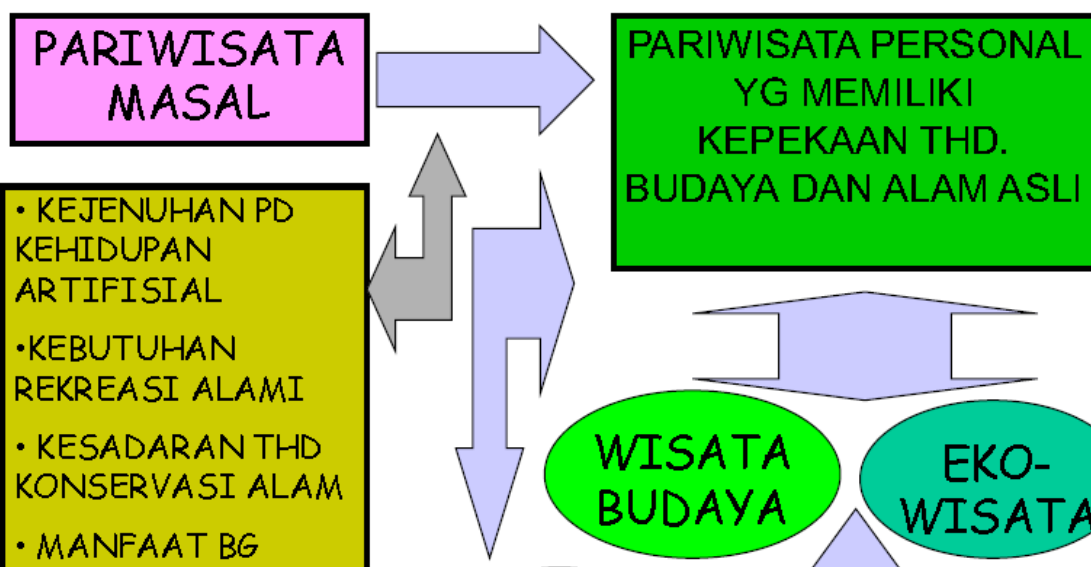 PARIWISATA
MASAL
PARIWISATA PERSONAL
YG MEMILIKI
KEPEKAAN THD.
BUDAYA DAN ALAM ASLI
• KEJENUHAN PD
KEHIDUPAN
ARTIFISIAL
•KEBUTUHAN
REKREASI ALAMI
• KESADARAN THD
KONSERVASI ALAM
• MANFAAT BG
WISATA
BUDAYA
EKO-
WISATA